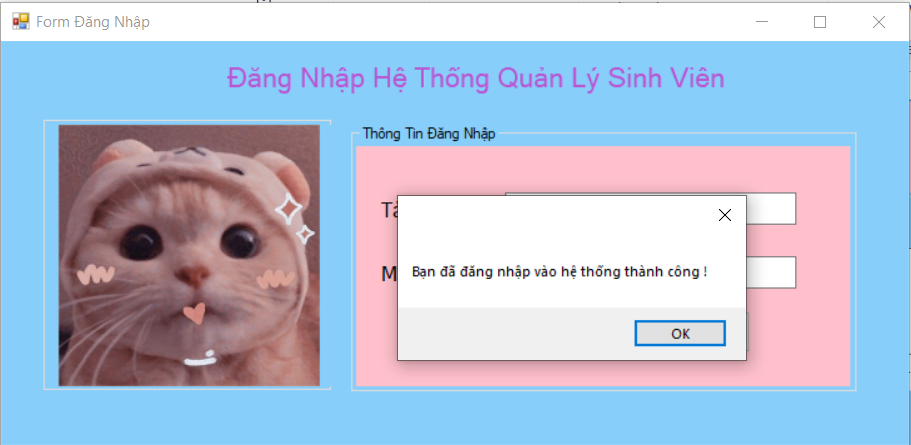 Form Đăng Nhập
Đăng Nhập Hệ Thống Quản Lý Sinh Viên
Thông Tin Đăng Nhập
Bạn đã đăng nhập vào hệ thống thành công !
OK